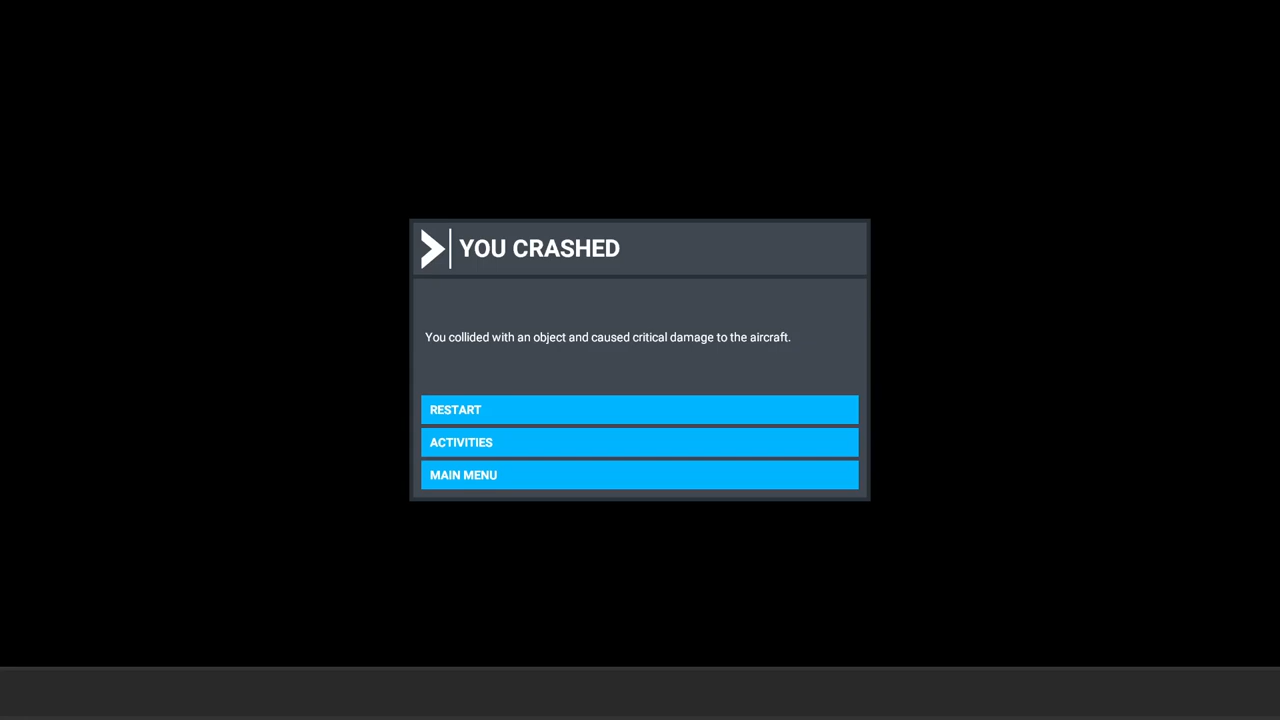 YOU CRASHED
You collided with an object and caused critical damage to the aircraft.
RESTART
ACTIVITIES
MAIN MENU